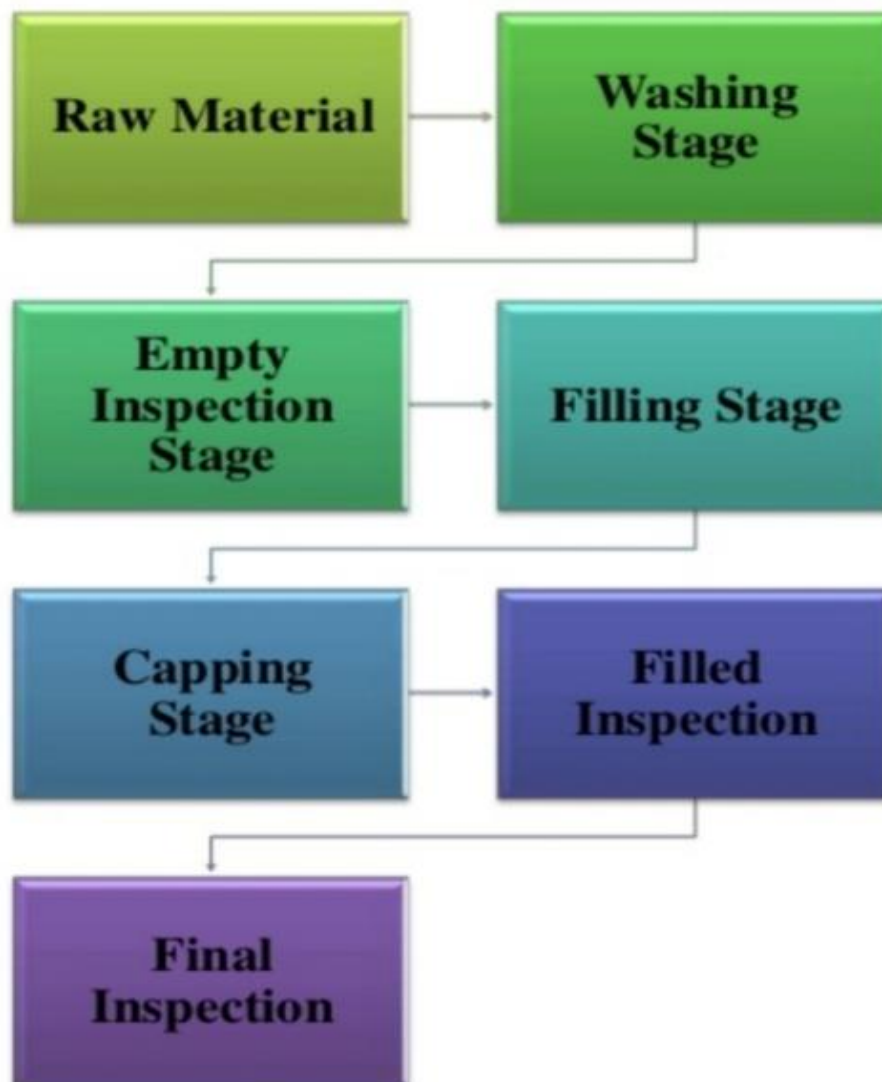 Raw Material
Washing
Stage
Empty
Inspection
Stage
Filling Stage
Capping
Stage
Filled
Inspection
Final
Inspection